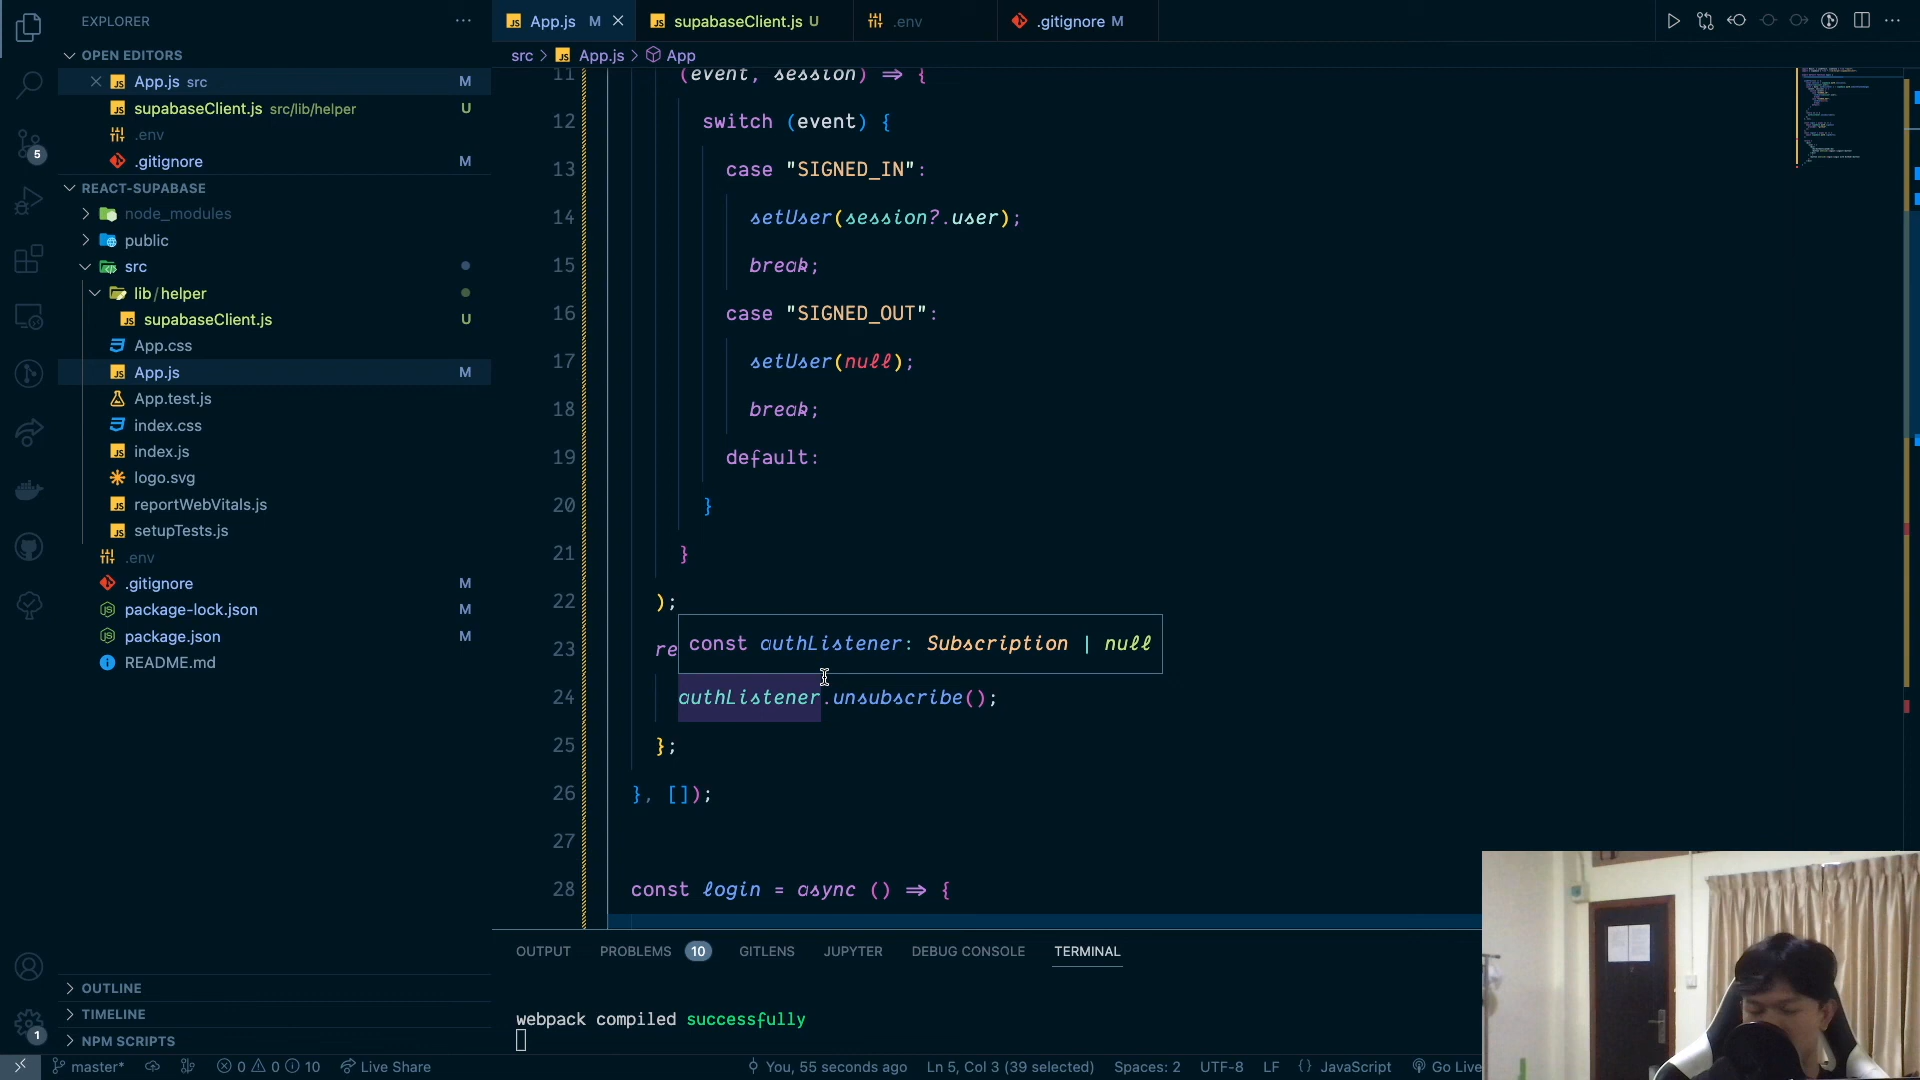 EXPLORER
OPEN EDITORS
App.js src M
supabaseClient.js src/lib/helper U
.env
.gitignore M
REACT-SUPABASE
node_modules
public
src
lib/helper
supabaseClient.js U
App.css
App.js M
App.test.js
index.css
index.js
logo.svg
reportWebVitals.js
setupTests.js
.env
.gitignore M
package-lock.json M
package.json M
README.md
OUTLINE
TIMELINE
NPM SCRIPTS
5
1
App.js M
supabaseClient.js U
.env
.gitignore M
src > App.js > App
11 (event, session) => {
12 switch (event) {
13 case "SIGNED_IN":
14 setUser(session?.user);
15 break;
16 case "SIGNED_OUT":
17 setUser(null);
18 break;
19 default:
20 }
21 }
22 );
const authListener: Subscription | null
23 re
24 authListener.unsubscribe();
25 };
26 }, []);
27
28 const login = async () => {
OUTPUT PROBLEMS 10 GITLENS JUPYTER DEBUG CONSOLE TERMINAL
webpack compiled successfully
master* 0 0 10 Live Share You, 55 seconds ago Ln 5, Col 3 (39 selected) Spaces: 2 UTF-8 LF {} JavaScript Go Live